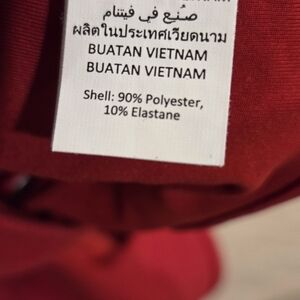 صُنِع في فيتنام
ผลิตในประเทศเวียดนาม
BUATAN VIETNAM
BUATAN VIETNAM
Shell: 90% Polyester,
10% Elastane